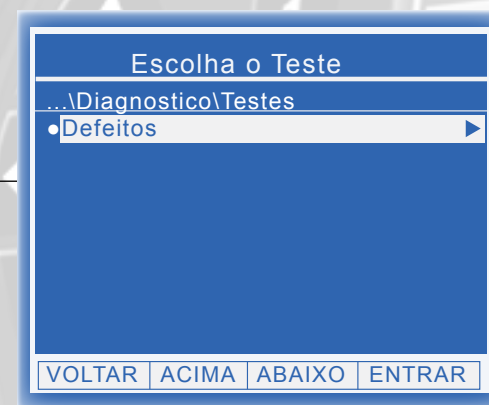 Escolha o Teste
...\Diagnostico\Testes
●Defeitos ▶
VOLTAR ACIMA ABAIXO ENTRAR